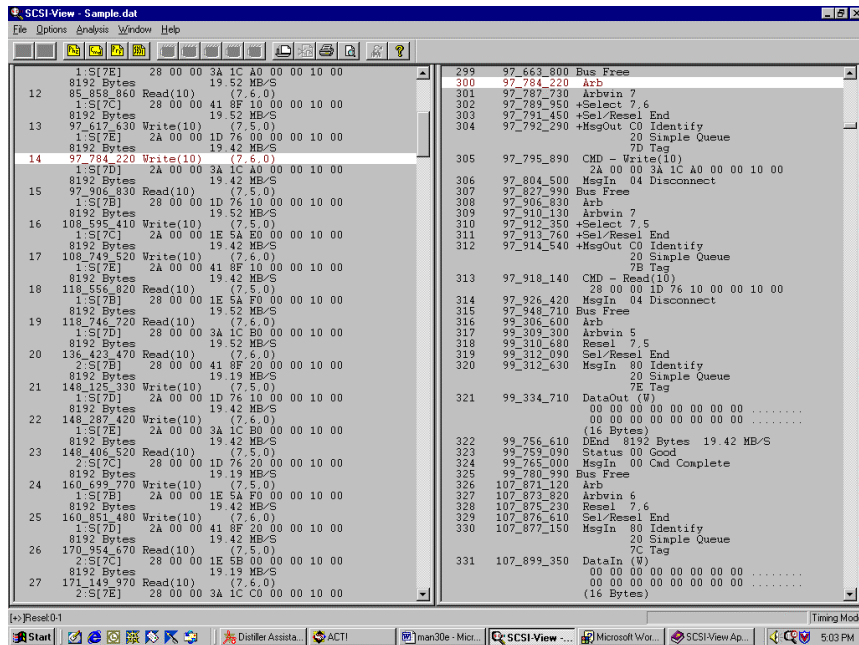 SCSI-View - Sample.dat
File Options Analysis Window Help
1:S[7E] 28 00 00 3A 1C A0 00 00 10 00
8192 Bytes 19.52 MB/S
12 85_858_860 Read(10) (7,6,0)
1:S[7C] 28 00 00 41 8F 10 00 00 10 00
8192 Bytes 19.52 MB/S
13 97_617_630 Write(10) (7,5,0)
1:S[7E] 2A 00 00 1D 76 00 00 00 10 00
8192 Bytes 19.42 MB/S
14 97_784_220 Write(10) (7,6,0)
1:S[7D] 2A 00 00 3A 1C A0 00 00 10 00
8192 Bytes 19.42 MB/S
15 97_906_830 Read(10) (7,5,0)
1:S[7B] 28 00 00 1D 76 10 00 00 10 00
8192 Bytes 19.52 MB/S
16 108_595_410 Write(10) (7,5,0)
1:S[7C] 2A 00 00 1E 5A E0 00 00 10 00
8192 Bytes 19.42 MB/S
17 108_749_520 Write(10) (7,6,0)
1:S[7E] 2A 00 00 41 8F 10 00 00 10 00
8192 Bytes 19.42 MB/S
18 118_556_820 Read(10) (7,5,0)
1:S[7B] 28 00 00 1E 5A F0 00 00 10 00
8192 Bytes 19.52 MB/S
19 118_746_720 Read(10) (7,6,0)
1:S[7D] 28 00 00 3A 1C B0 00 00 10 00
8192 Bytes 19.52 MB/S
20 136_423_470 Read(10) (7,6,0)
2:S[7B] 28 00 00 41 8F 20 00 00 10 00
8192 Bytes 19.19 MB/S
21 148_125_330 Write(10) (7,5,0)
1:S[7D] 2A 00 00 1D 76 10 00 00 10 00
8192 Bytes 19.42 MB/S
22 148_287_420 Write(10) (7,6,0)
1:S[7E] 2A 00 00 3A 1C B0 00 00 10 00
8192 Bytes 19.42 MB/S
23 148_406_520 Read(10) (7,5,0)
2:S[7C] 28 00 00 1D 76 20 00 00 10 00
8192 Bytes 19.19 MB/S
24 160_699_770 Write(10) (7,5,0)
1:S[7B] 2A 00 00 1E 5A F0 00 00 10 00
8192 Bytes 19.42 MB/S
25 160_851_480 Write(10) (7,6,0)
1:S[7D] 2A 00 00 41 8F 20 00 00 10 00
8192 Bytes 19.42 MB/S
26 170_954_670 Read(10) (7,5,0)
2:S[7C] 28 00 00 1E 5B 00 00 00 10 00
8192 Bytes 19.19 MB/S
27 171_149_970 Read(10) (7,6,0)
2:S[7E] 28 00 00 3A 1C C0 00 00 10 00
299 97_663_800 Bus Free
300 97_784_220 Arb
301 97_787_730 Arbwin 7
302 97_789_950 +Select 7,6
303 97_791_450 +Sel/Resel End
304 97_792_290 +MsgOut C0 Identify
20 Simple Queue
7D Tag
305 97_795_890 CMD - Write(10)
2A 00 00 3A 1C A0 00 00 10 00
306 97_804_500 MsgIn 04 Disconnect
307 97_827_990 Bus Free
308 97_906_830 Arb
309 97_910_130 Arbwin 7
310 97_912_350 +Select 7,5
311 97_913_760 +Sel/Resel End
312 97_914_540 +MsgOut C0 Identify
20 Simple Queue
7B Tag
313 97_918_140 CMD - Read(10)
28 00 00 1D 76 10 00 00 10 00
314 97_926_420 MsgIn 04 Disconnect
315 97_948_710 Bus Free
316 99_306_600 Arb
317 99_309_300 Arbwin 5
318 99_310_680 Resel 7,5
319 99_312_090 Sel/Resel End
320 99_312_630 MsgIn 80 Identify
20 Simple Queue
7E Tag
321 99_334_710 DataOut (W)
00 00 00 00 00 00 00 00 ........
00 00 00 00 00 00 00 00 ........
(16 Bytes)
322 99_756_610 DEnd 8192 Bytes 19.42 MB/S
323 99_759_090 Status 00 Good
324 99_765_000 MsgIn 00 Cmd Complete
325 99_780_990 Bus Free
326 107_871_120 Arb
327 107_873_820 Arbwin 6
328 107_875_230 Resel 7,6
329 107_876_610 Sel/Resel End
330 107_877_150 MsgIn 80 Identify
20 Simple Queue
7C Tag
331 107_899_350 DataIn (W)
00 00 00 00 00 00 00 00 ........
00 00 00 00 00 00 00 00 ........
(16 Bytes)
[+>]Reset:0-1 Timing Mod
Start Distiller Assista... ACT! man30e - Micr... SCSI-View -... Microsoft Wor... SCSI-View Ap... 5:03 PM